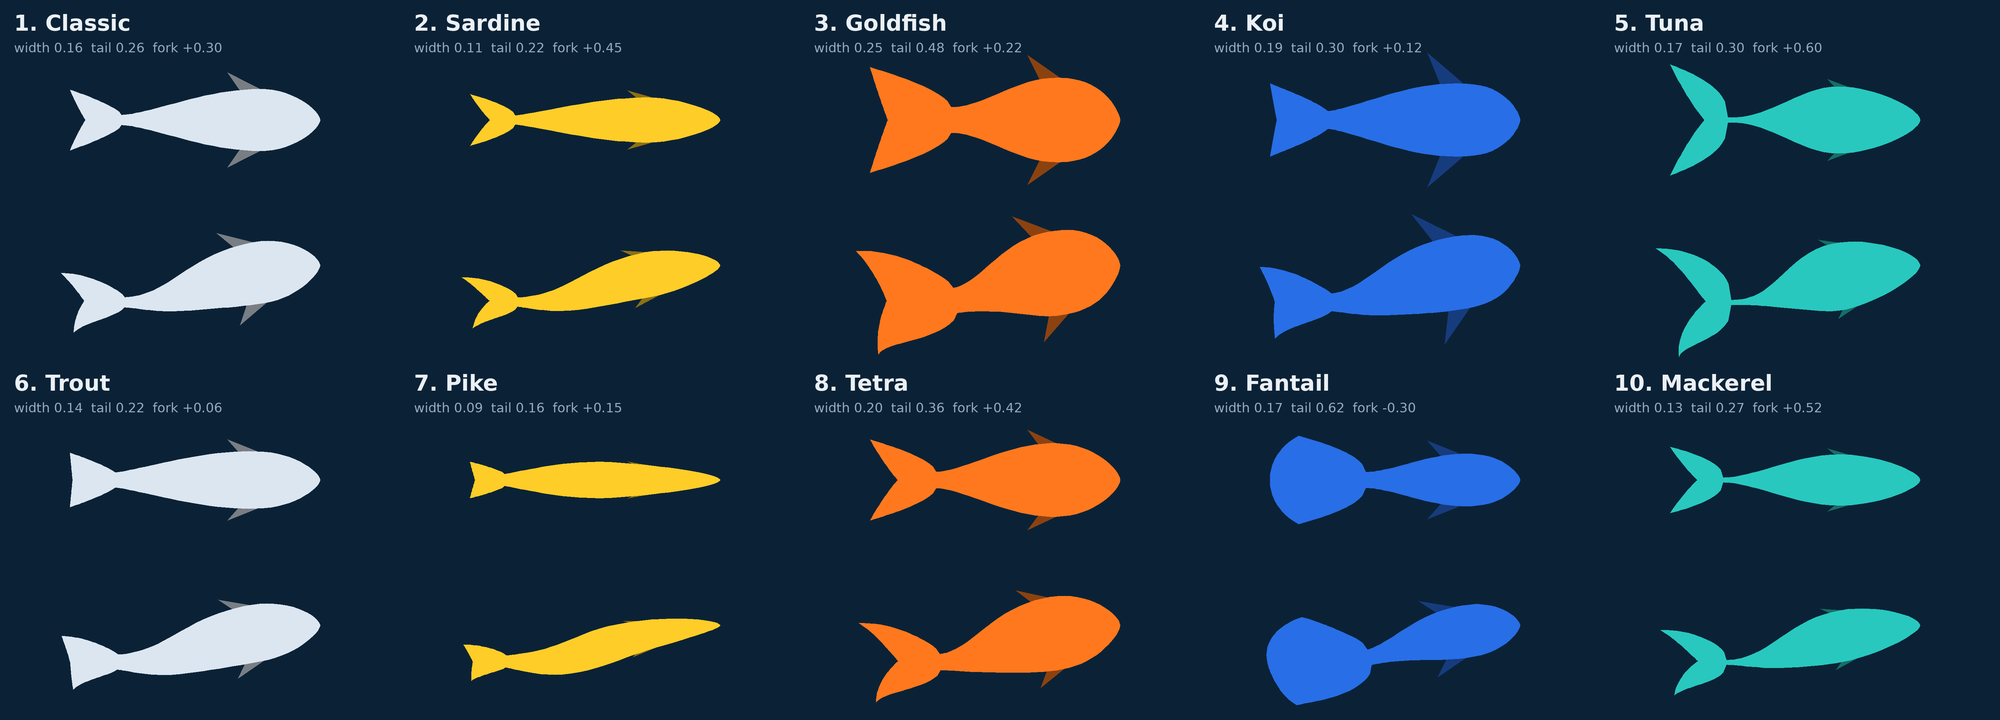 1. Classic
width 0.16  tail 0.26  fork +0.30
2. Sardine
width 0.11  tail 0.22  fork +0.45
3. Goldfish
width 0.25  tail 0.48  fork +0.22
4. Koi
width 0.19  tail 0.30  fork +0.12
5. Tuna
width 0.17  tail 0.30  fork +0.60
6. Trout
width 0.14  tail 0.22  fork +0.06
7. Pike
width 0.09  tail 0.16  fork +0.15
8. Tetra
width 0.20  tail 0.36  fork +0.42
9. Fantail
width 0.17  tail 0.62  fork -0.30
10. Mackerel
width 0.13  tail 0.27  fork +0.52